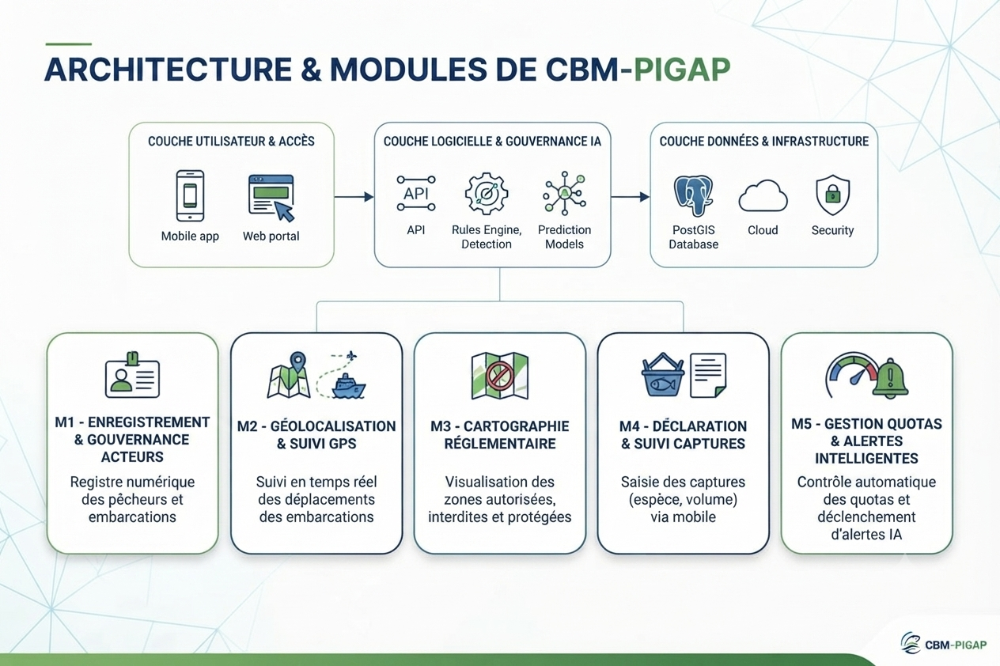 ARCHITECTURE & MODULES DE CBM-PIGAP
COUCHE UTILISATEUR & ACCÈS
Mobile app
Web portal
COUCHE LOGICIELLE & GOUVERNANCE IA
API
API
Rules Engine,
Detection
Prediction
Models
COUCHE DONNÉES & INFRASTRUCTURE
PostGIS
Database
Cloud
Security
M1 - ENREGISTREMENT
& GOUVERNANCE
ACTEURS
Registre numérique
des pêcheurs et
embarcations
M2 - GÉOLOCALISATION
& SUIVI GPS
Suivi en temps réel
des déplacements
des embarcations
M3 - CARTOGRAPHIE
RÉGLEMENTAIRE
Visualisation des
zones autorisées,
interdites et protégées
M4 - DÉCLARATION
& SUIVI CAPTURES
Saisie des captures
(espèce, volume)
via mobile
M5 - GESTION QUOTAS
& ALERTES
INTELLIGENTES
Contrôle automatique
des quotas et
déclenchement
d'alertes IA
CBM-PIGAP